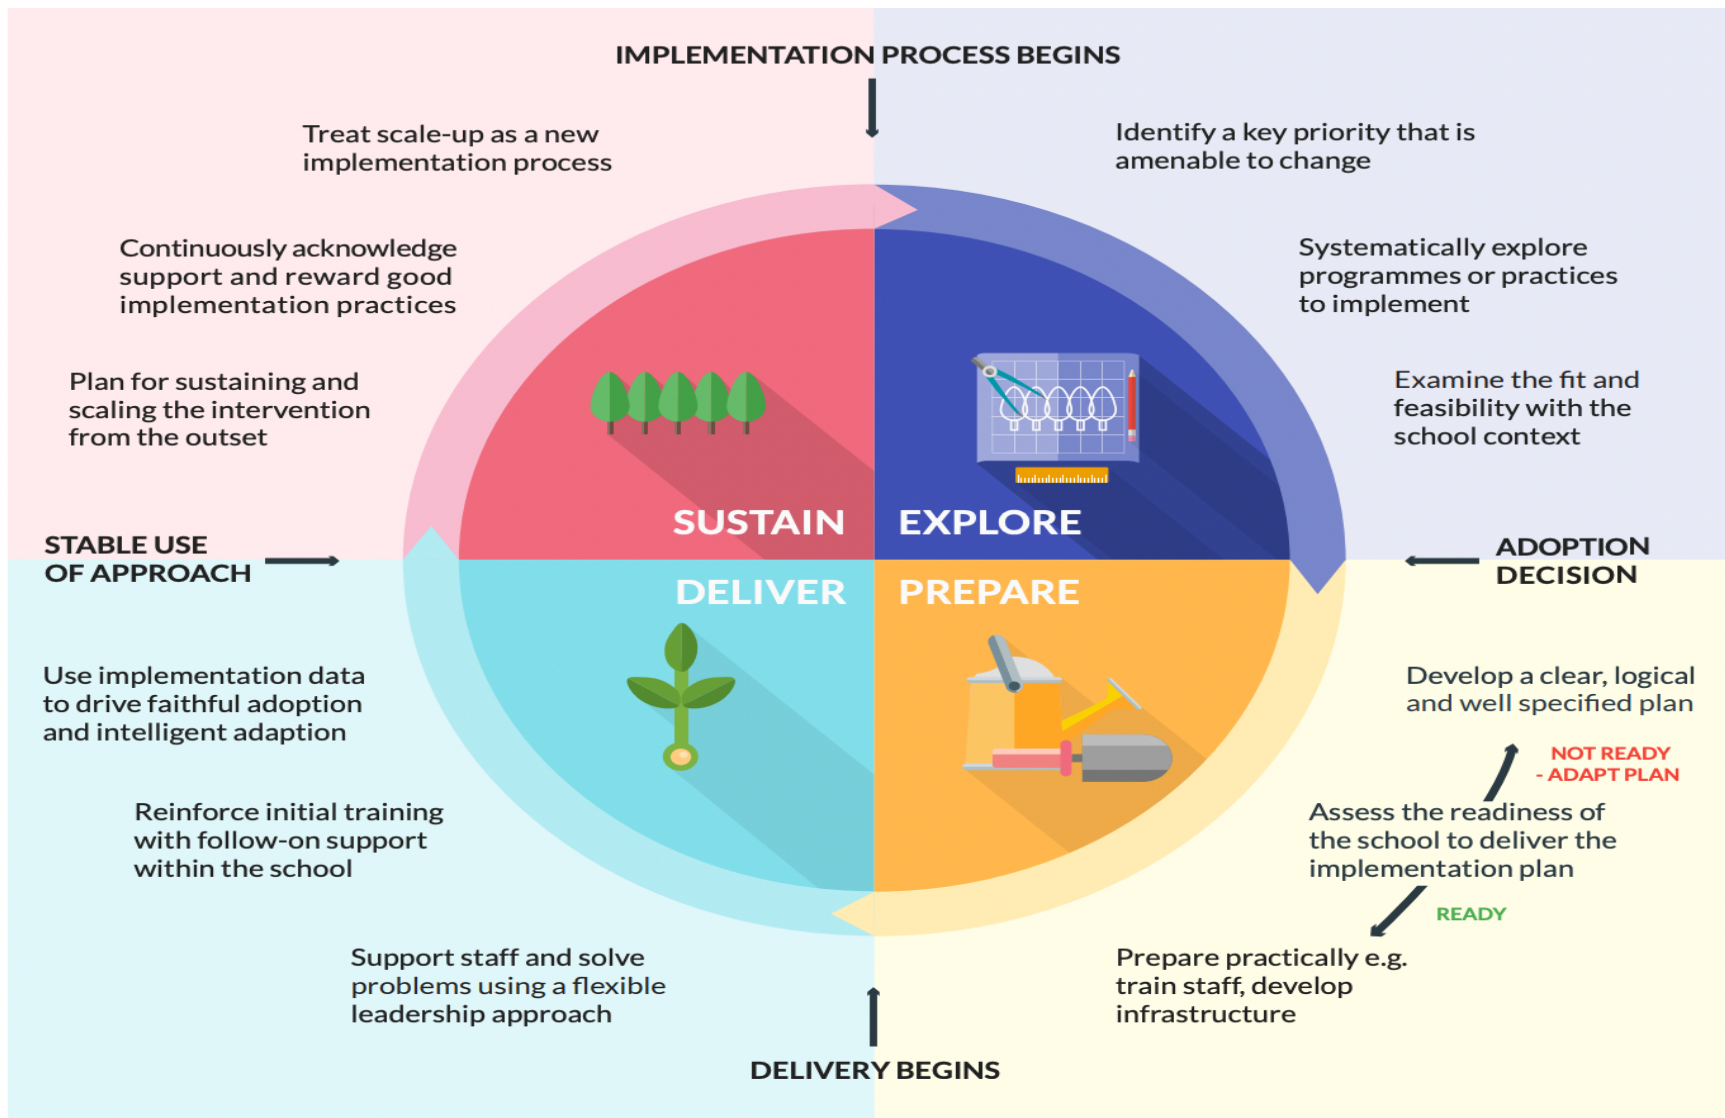 IMPLEMENTATION PROCESS BEGINS
Identify a key priority that is
amenable to change
Systematically explore
programmes or practices
to implement
Examine the fit and
feasibility with the
school context
EXPLORE
ADOPTION
DECISION
PREPARE
Develop a clear, logical
and well specified plan
NOT READY
- ADAPT PLAN
Assess the readiness of
the school to deliver the
implementation plan
READY
Prepare practically e.g.
train staff, develop
infrastructure
DELIVERY BEGINS
DELIVER
Support staff and solve
problems using a flexible
leadership approach
Reinforce initial training
with follow-on support
within the school
Use implementation data
to drive faithful adoption
and intelligent adaption
STABLE USE
OF APPROACH
SUSTAIN
Plan for sustaining and
scaling the intervention
from the outset
Continuously acknowledge
support and reward good
implementation practices
Treat scale-up as a new
implementation process